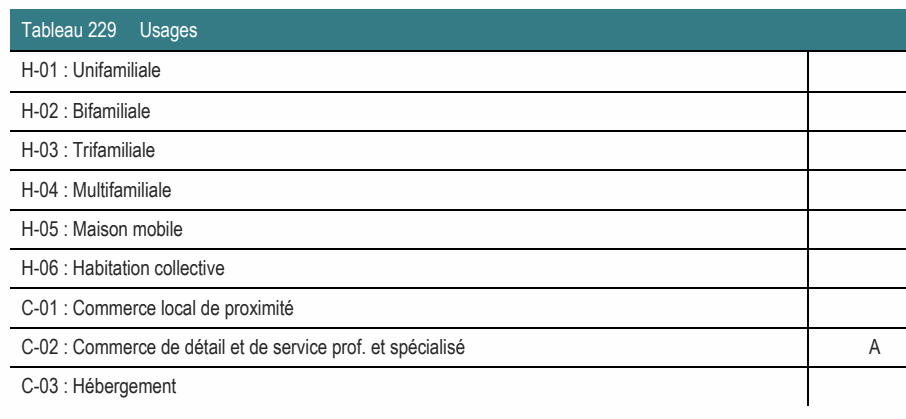 Tableau 229 Usages
H-01 : Unifamiliale
H-02 : Bifamiliale
H-03 : Trifamiliale
H-04 : Multifamiliale
H-05 : Maison mobile
H-06 : Habitation collective
C-01 : Commerce local de proximité
C-02 : Commerce de détail et de service prof. et spécialisé A
C-03 : Hébergement